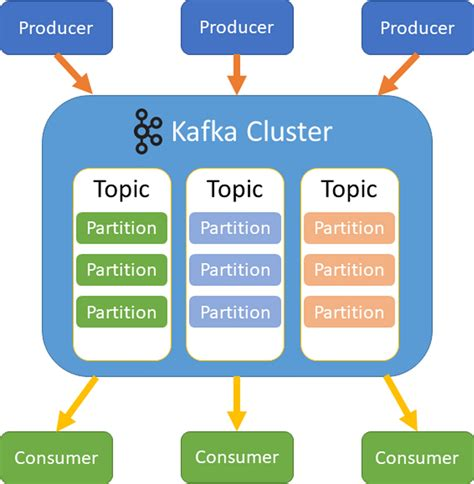 Producer
Producer
Producer
Kafka Cluster
Topic
Topic
Topic
Partition
Partition
Partition
Partition
Partition
Partition
Partition
Partition
Partition
Consumer
Consumer
Consumer